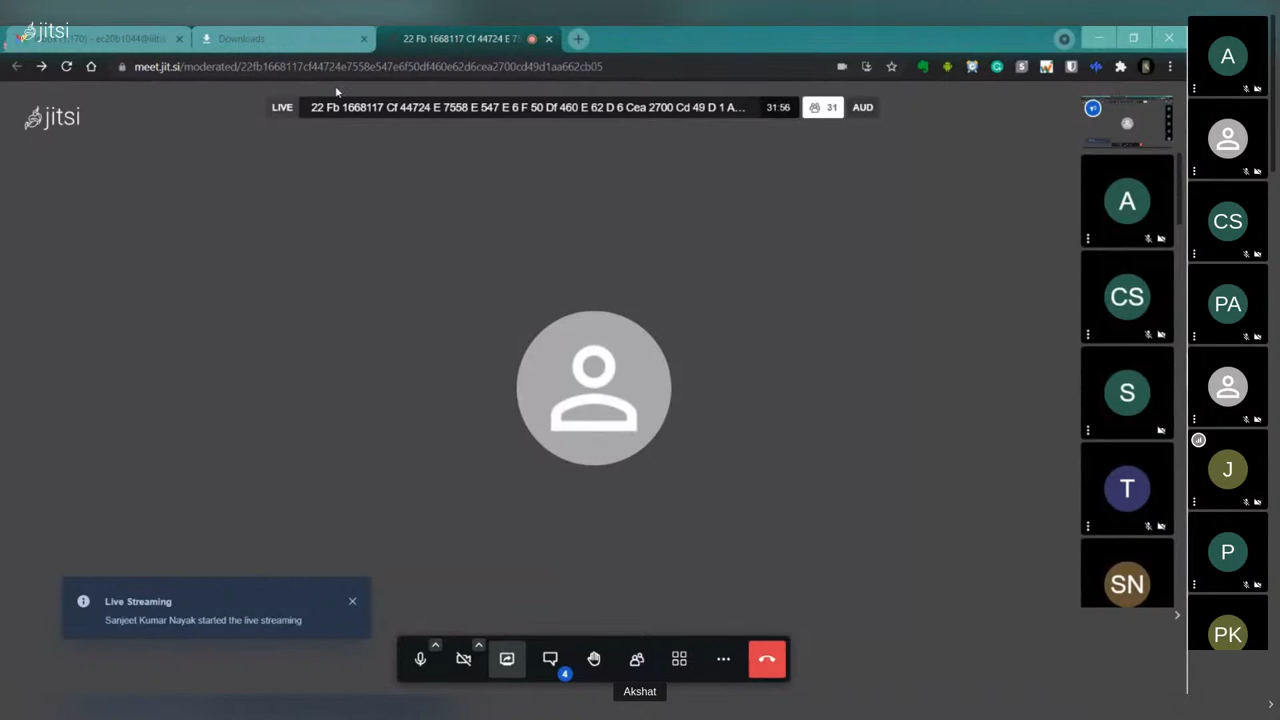 jitsi
ec20b1044@iiitd
Downloads
22 Fb 1668117 Cf 44724 E 75
meet.jit.si/moderated/22fb1668117cf44724e7558e547e6f50df460e62d6cea2700cd49d1aa662cb05
jitsi
LIVE 22 Fb 1668117 Cf 44724 E 7558 E 547 E 6 F 50 Df 460 E 62 D 6 Cea 2700 Cd 49 D 1 A... 31:56 31 AUD
A
CS
S
T
SN
A
CS
PA
J
P
PK
Live Streaming
Sanjeet Kumar Nayak started the live streaming
4
Akshat